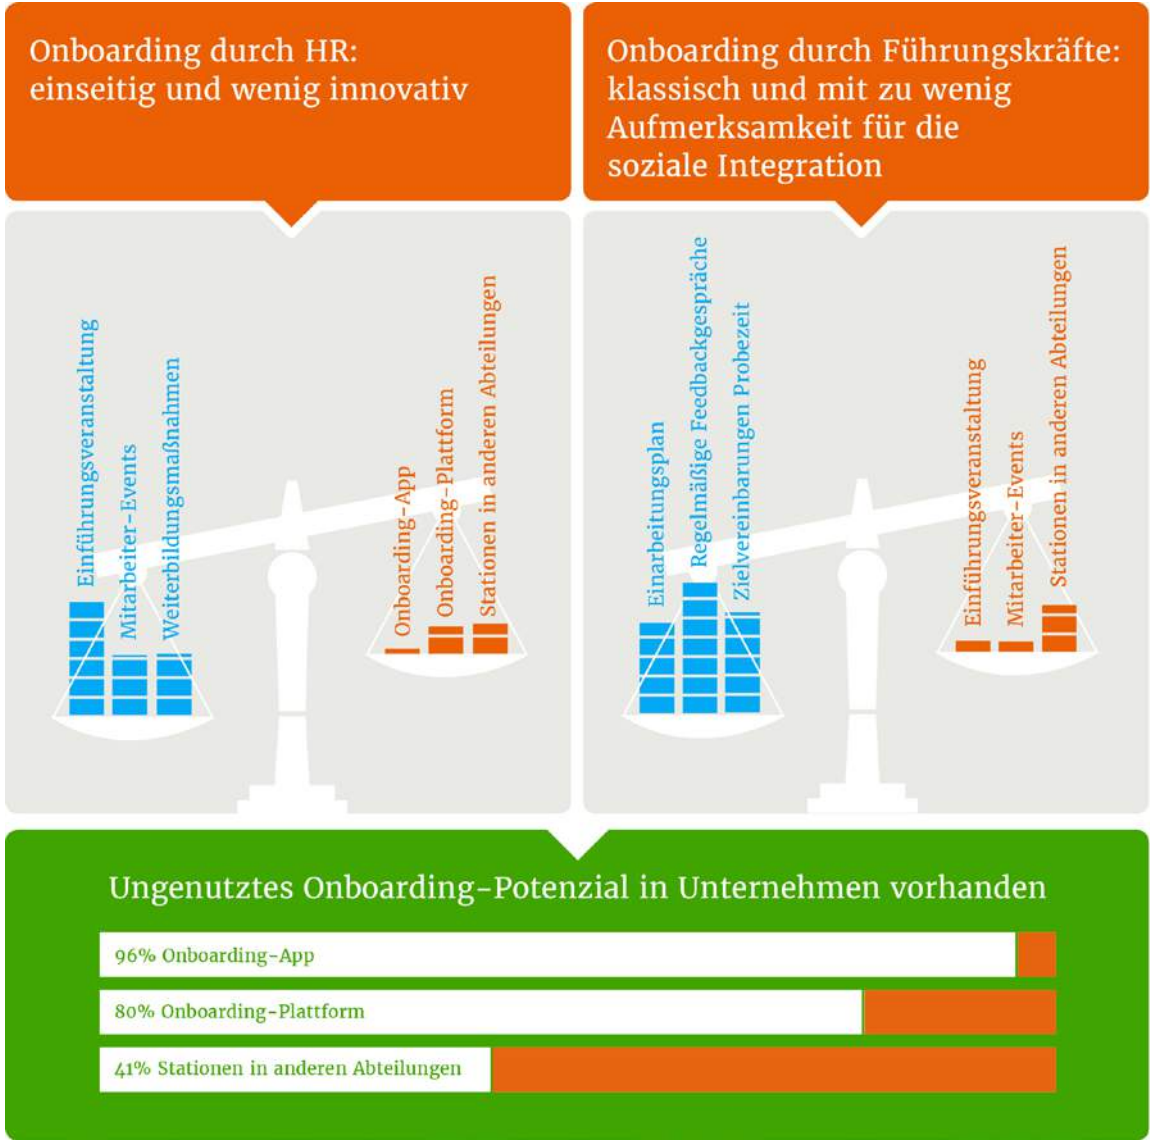 Onboarding durch HR:
einseitig und wenig innovativ
Onboarding durch Führungskräfte:
klassisch und mit zu wenig
Aufmerksamkeit für die
soziale Integration
Einführungsveranstaltung
Mitarbeiter-Events
Weiterbildungsmaßnahmen
Onboarding-App
Onboarding-Plattform
Stationen in anderen Abteilungen
Einarbeitungsplan
Regelmäßige Feedbackgespräche
Zielvereinbarungen Probezeit
Einführungsveranstaltung
Mitarbeiter-Events
Stationen in anderen Abteilungen
Ungenutztes Onboarding-Potenzial in Unternehmen vorhanden
96% Onboarding-App
80% Onboarding-Plattform
41% Stationen in anderen Abteilungen